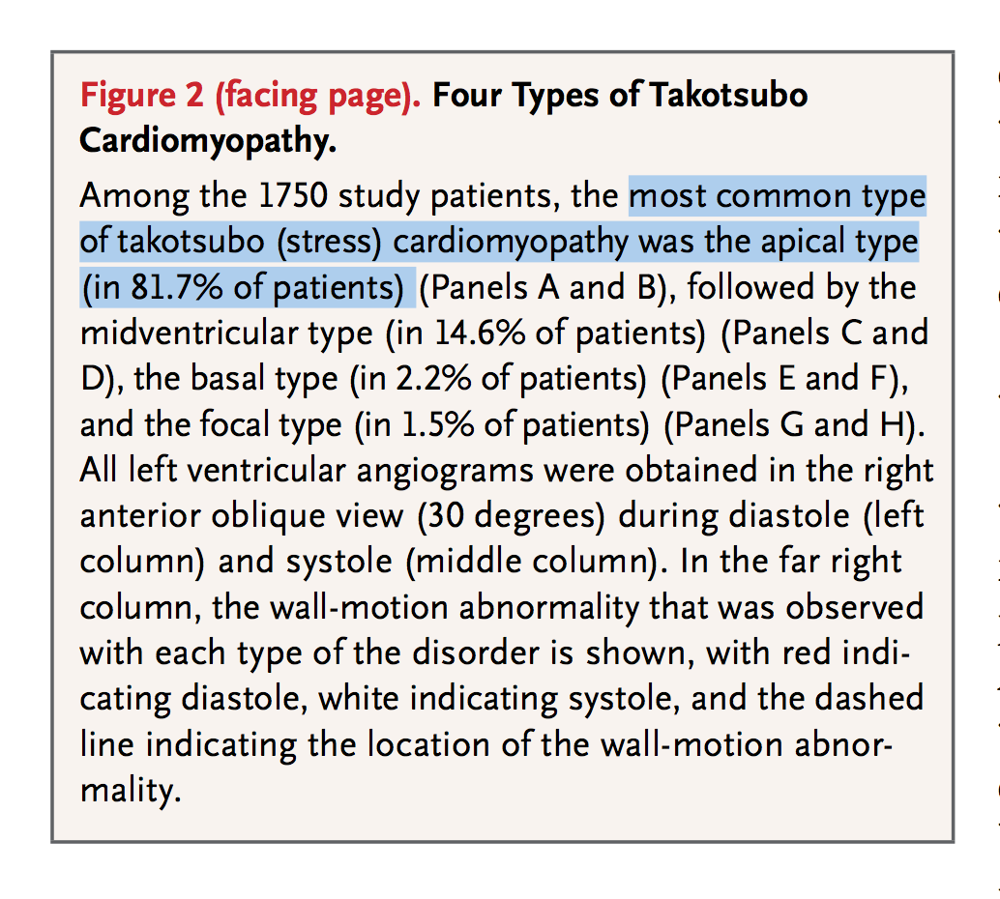 Figure 2 (facing page). Four Types of Takotsubo
Cardiomyopathy.
Among the 1750 study patients, the most common type
of takotsubo (stress) cardiomyopathy was the apical type
(in 81.7% of patients) (Panels A and B), followed by the
midventricular type (in 14.6% of patients) (Panels C and
D), the basal type (in 2.2% of patients) (Panels E and F),
and the focal type (in 1.5% of patients) (Panels G and H).
All left ventricular angiograms were obtained in the right
anterior oblique view (30 degrees) during diastole (left
column) and systole (middle column). In the far right
column, the wall-motion abnormality that was observed
with each type of the disorder is shown, with red indi-
cating diastole, white indicating systole, and the dashed
line indicating the location of the wall-motion abnor-
mality.